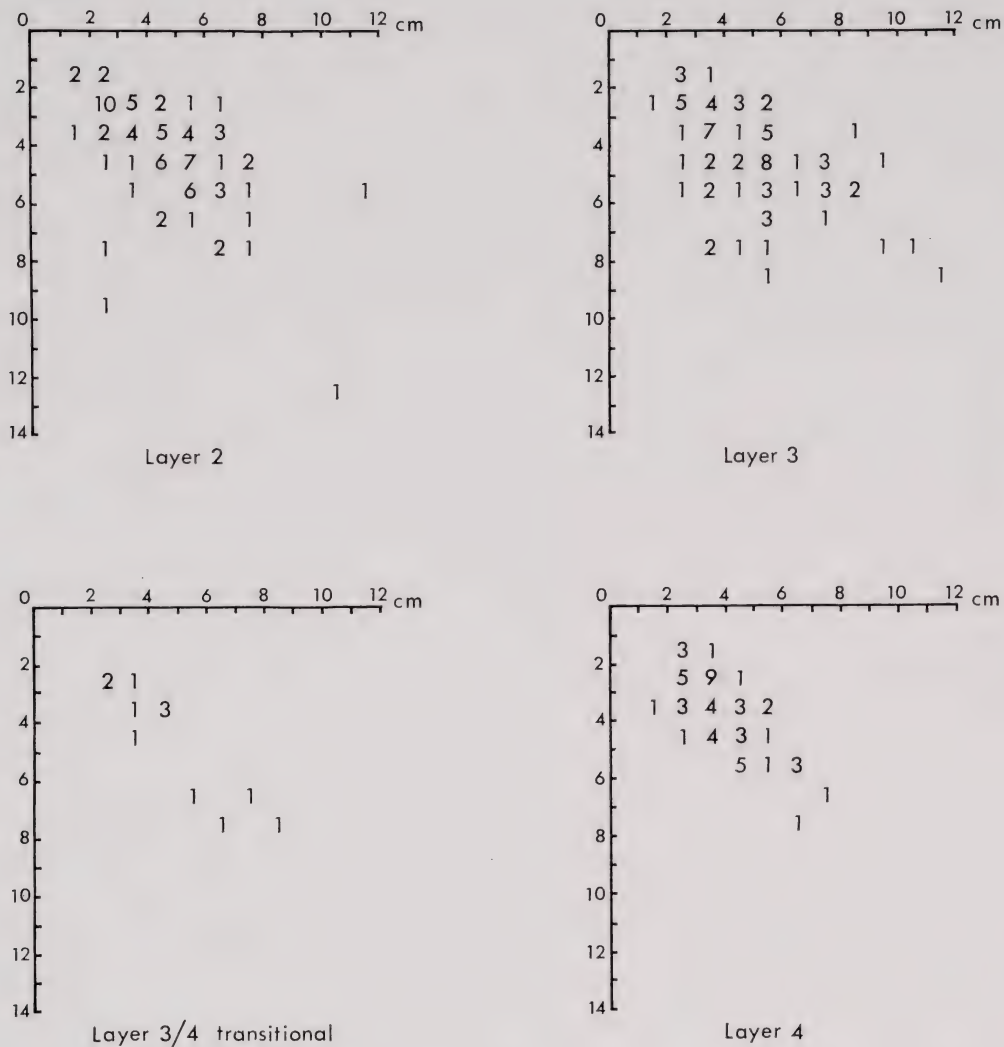 0 2 4 6 8 10 12 cm
2 2
2
10 5 2 1 1
1 2 4 5 4 3
4
1 1 6 7 1 2
1 6 3 1 1
6
2 1 1
1 2 1
8
1
10
12
1
14
Layer 2
0 2 4 6 8 10 12 cm
3 1
2
1 5 4 3 2
1 7 1 5 1
4
1 2 2 8 1 3 1
1 2 1 3 1 3 2
6
3 1
2 1 1 1 1
8
1 1
10
12
14
Layer 3
0 2 4 6 8 10 12 cm
2
2 1
1 3
4
1
6
1 1
1 1
8
10
12
14
Layer 3/4 transitional
0 2 4 6 8 10 12 cm
3 1
2
5 9 1
1 3 4 3 2
4
1 4 3 1
5 1 3
6
1
1
8
10
12
14
Layer 4